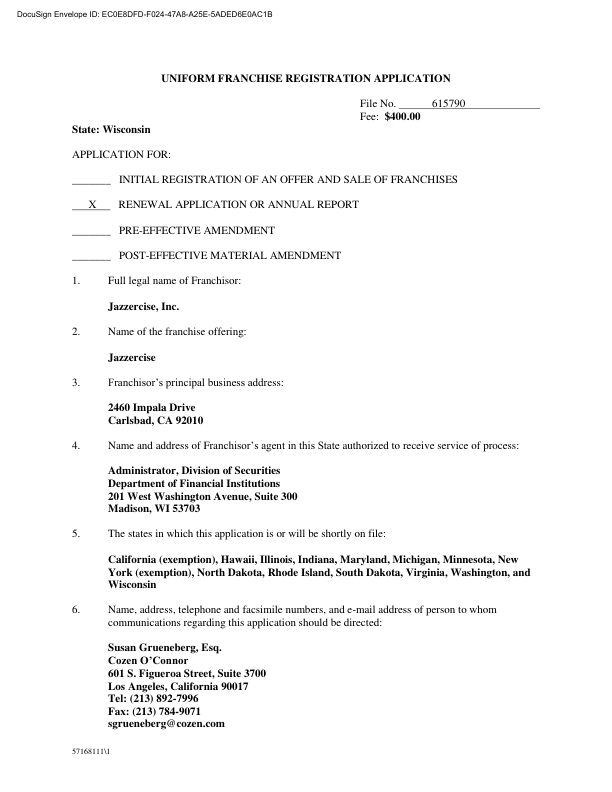 DocuSign Envelope ID: EC0E8DFD-F024-47A8-A25E-5ADED6E0AC1B
UNIFORM FRANCHISE REGISTRATION APPLICATION
File No. ______615790_____________
Fee: $400.00
State: Wisconsin
APPLICATION FOR:
_______ INITIAL REGISTRATION OF AN OFFER AND SALE OF FRANCHISES
___X___ RENEWAL APPLICATION OR ANNUAL REPORT
_______ PRE-EFFECTIVE AMENDMENT
_______ POST-EFFECTIVE MATERIAL AMENDMENT
1. Full legal name of Franchisor:
Jazzercise, Inc.
2. Name of the franchise offering:
Jazzercise
3. Franchisor's principal business address:
2460 Impala Drive
Carlsbad, CA 92010
4. Name and address of Franchisor's agent in this State authorized to receive service of process:
Administrator, Division of Securities
Department of Financial Institutions
201 West Washington Avenue, Suite 300
Madison, WI 53703
5. The states in which this application is or will be shortly on file:
California (exemption), Hawaii, Illinois, Indiana, Maryland, Michigan, Minnesota, New
York (exemption), North Dakota, Rhode Island, South Dakota, Virginia, Washington, and
Wisconsin
6. Name, address, telephone and facsimile numbers, and e-mail address of person to whom
communications regarding this application should be directed:
Susan Grueneberg, Esq.
Cozen O'Connor
601 S. Figueroa Street, Suite 3700
Los Angeles, California 90017
Tel: (213) 892-7996
Fax: (213) 784-9071
sgrueneberg@cozen.com
57168111\1